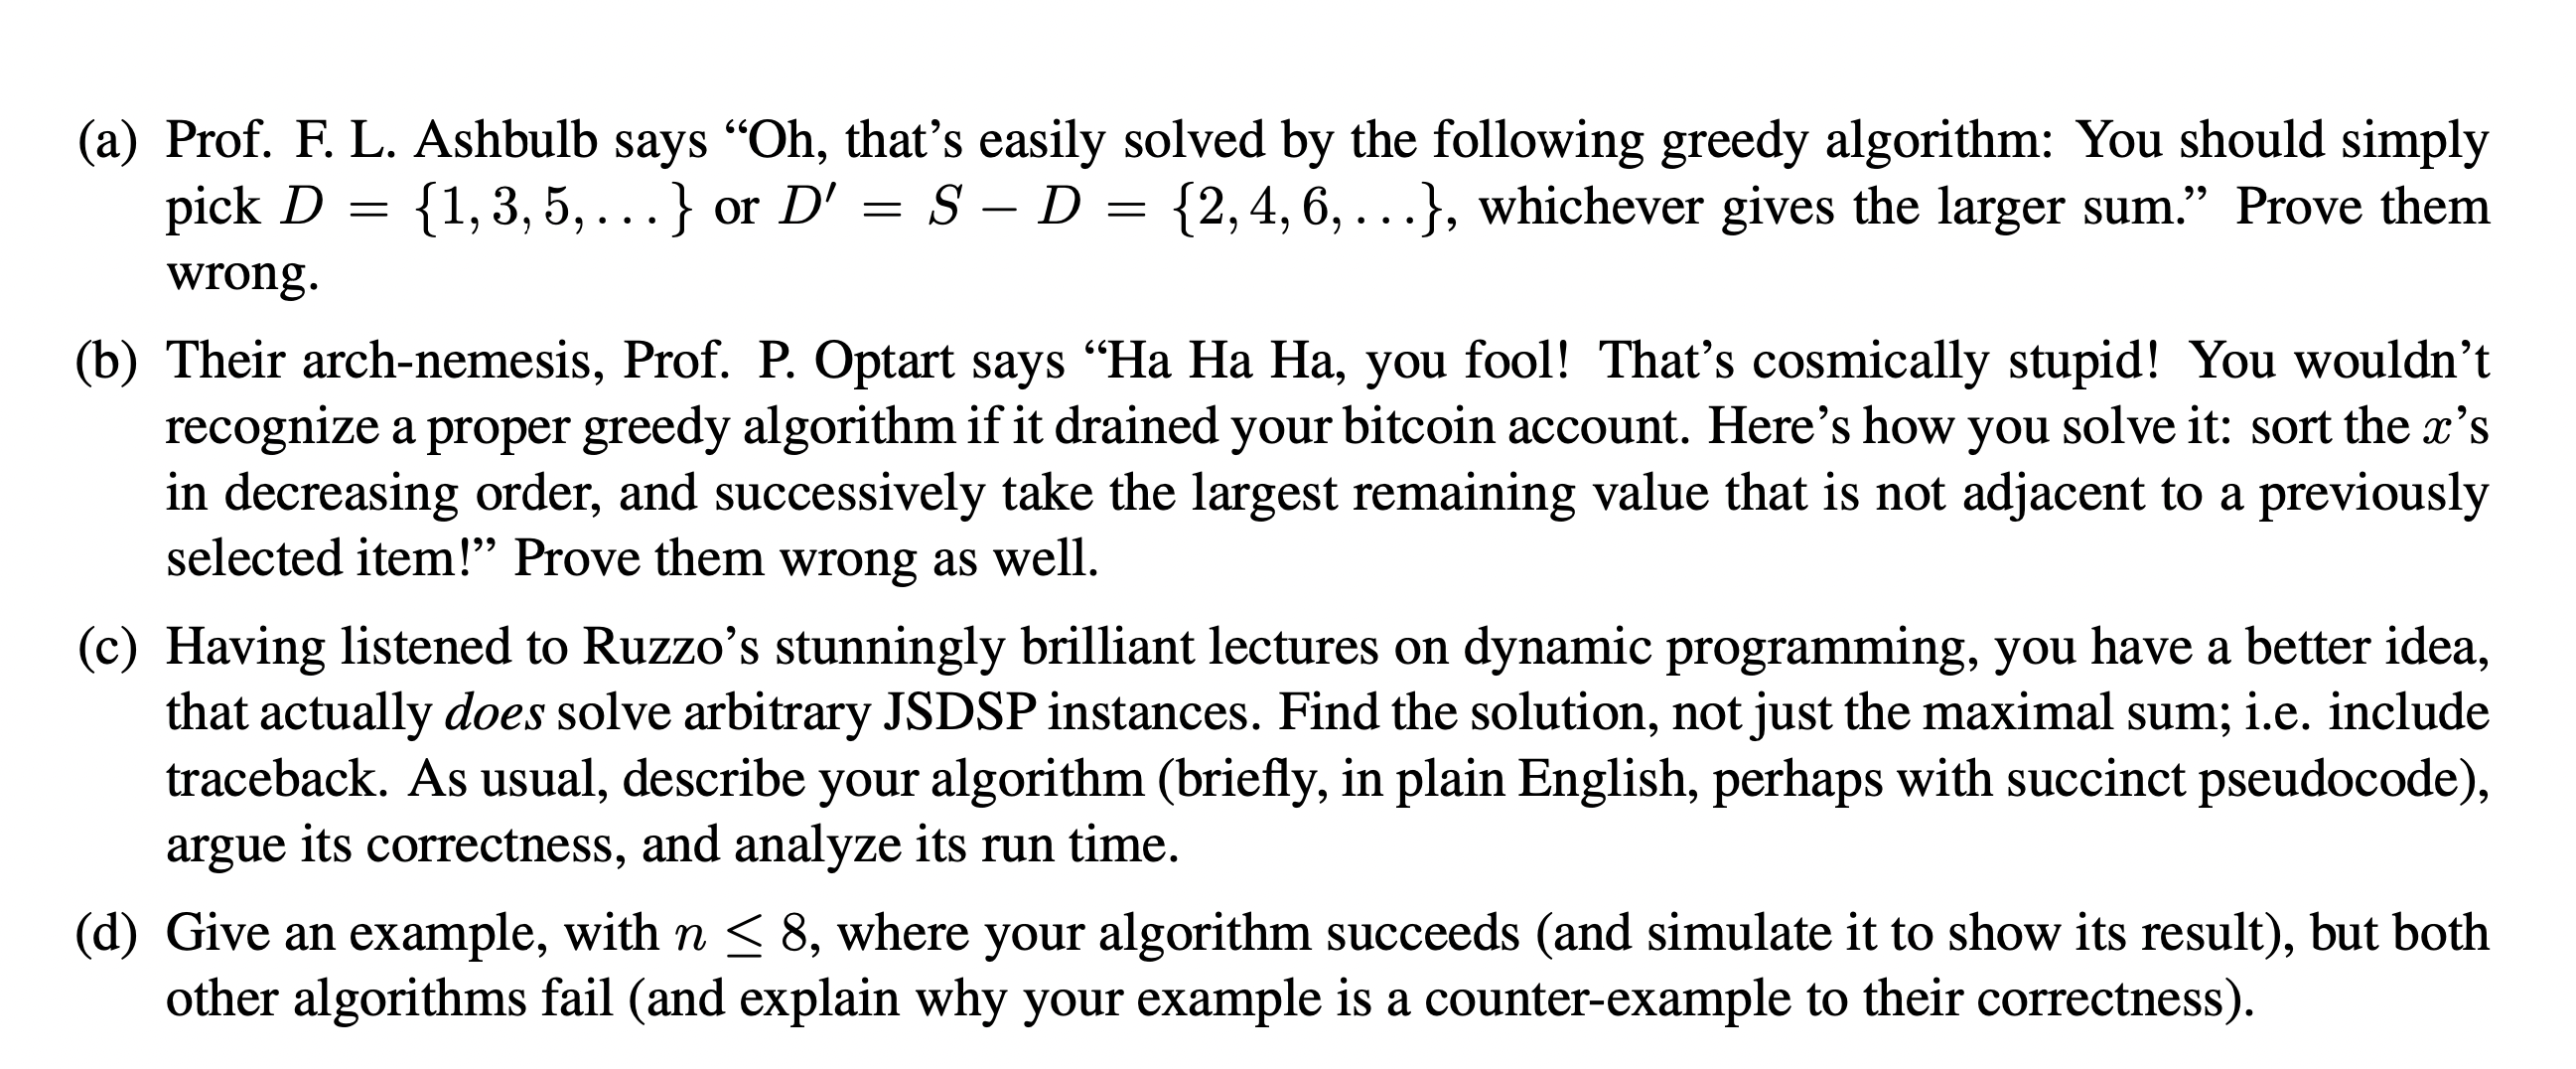 (a) Prof. F. L. Ashbulb says “Oh, that’s easily solved by the following greedy algorithm: You should simply
pick D = {1, 3, 5, . . .} or D′ = S − D = {2, 4, 6, . . .}, whichever gives the larger sum.” Prove them
wrong.
(b) Their arch-nemesis, Prof. P. Optart says “Ha Ha Ha, you fool! That’s cosmically stupid! You wouldn’t
recognize a proper greedy algorithm if it drained your bitcoin account. Here’s how you solve it: sort the x’s
in decreasing order, and successively take the largest remaining value that is not adjacent to a previously
selected item!” Prove them wrong as well.
(c) Having listened to Ruzzo’s stunningly brilliant lectures on dynamic programming, you have a better idea,
that actually does solve arbitrary JSDSP instances. Find the solution, not just the maximal sum; i.e. include
traceback. As usual, describe your algorithm (briefly, in plain English, perhaps with succinct pseudocode),
argue its correctness, and analyze its run time.
(d) Give an example, with n ≤ 8, where your algorithm succeeds (and simulate it to show its result), but both
other algorithms fail (and explain why your example is a counter-example to their correctness).